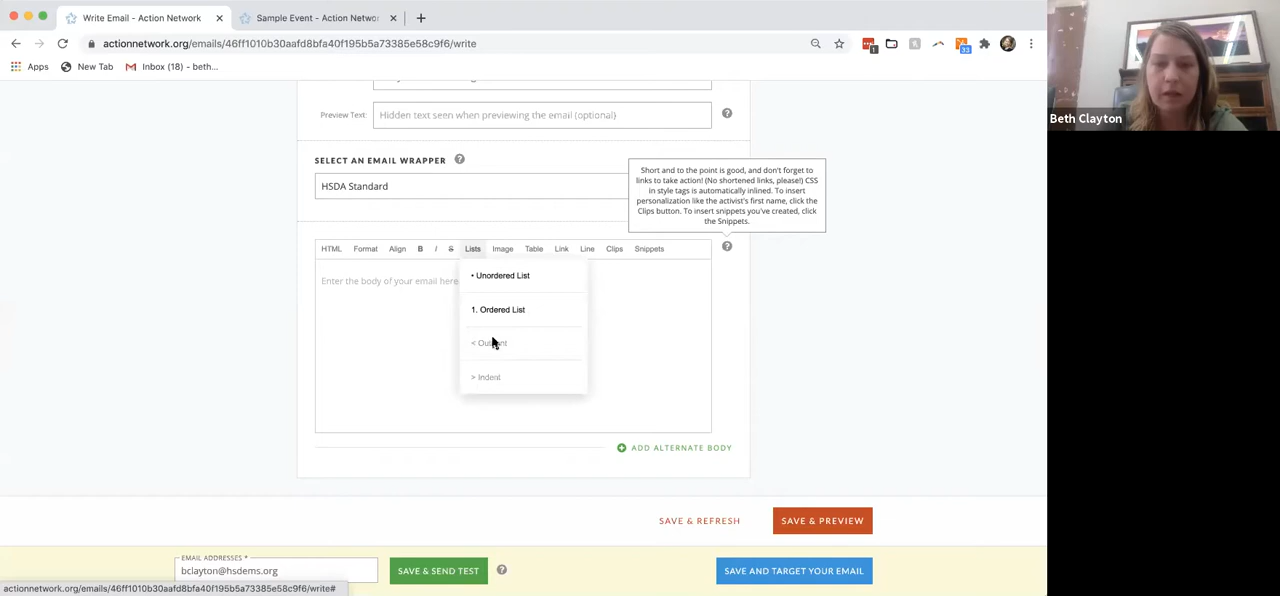 Write Email - Action Network
Sample Event - Action Networ
actionnetwork.org/emails/46ff1010b30aafd8bfa40f195b5a73385e58c9f6/write
1
33
Apps
New Tab
Inbox (18) - beth...
Beth Clayton
Preview Text:
Hidden text seen when previewing the email (optional)
?
SELECT AN EMAIL WRAPPER ?
HSDA Standard
Short and to the point is good, and don't forget to
links to take action! (No shortened links, please!) CSS
in style tags is automatically inlined. To insert
personalization like the activist's first name, click the
Clips button. To insert snippets you've created, click
the Snippets.
HTML Format Align B I S Lists Image Table Link Line Clips Snippets
?
Enter the body of your email here
• Unordered List
1. Ordered List
> Indent
ADD ALTERNATE BODY
SAVE & REFRESH
SAVE & PREVIEW
EMAIL ADDRESSES *
bclayton@hsdems.org
SAVE & SEND TEST
?
SAVE AND TARGET YOUR EMAIL
actionnetwork.org/emails/46ff1010b30aafd8bfa40f195b5a73385e58c9f6/write#